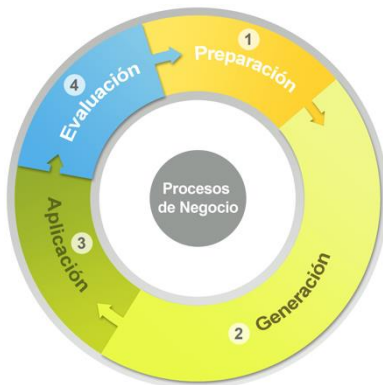 1
Preparación
2
Generación
3
Aplicación
4
Evaluación
Procesos
de Negocio